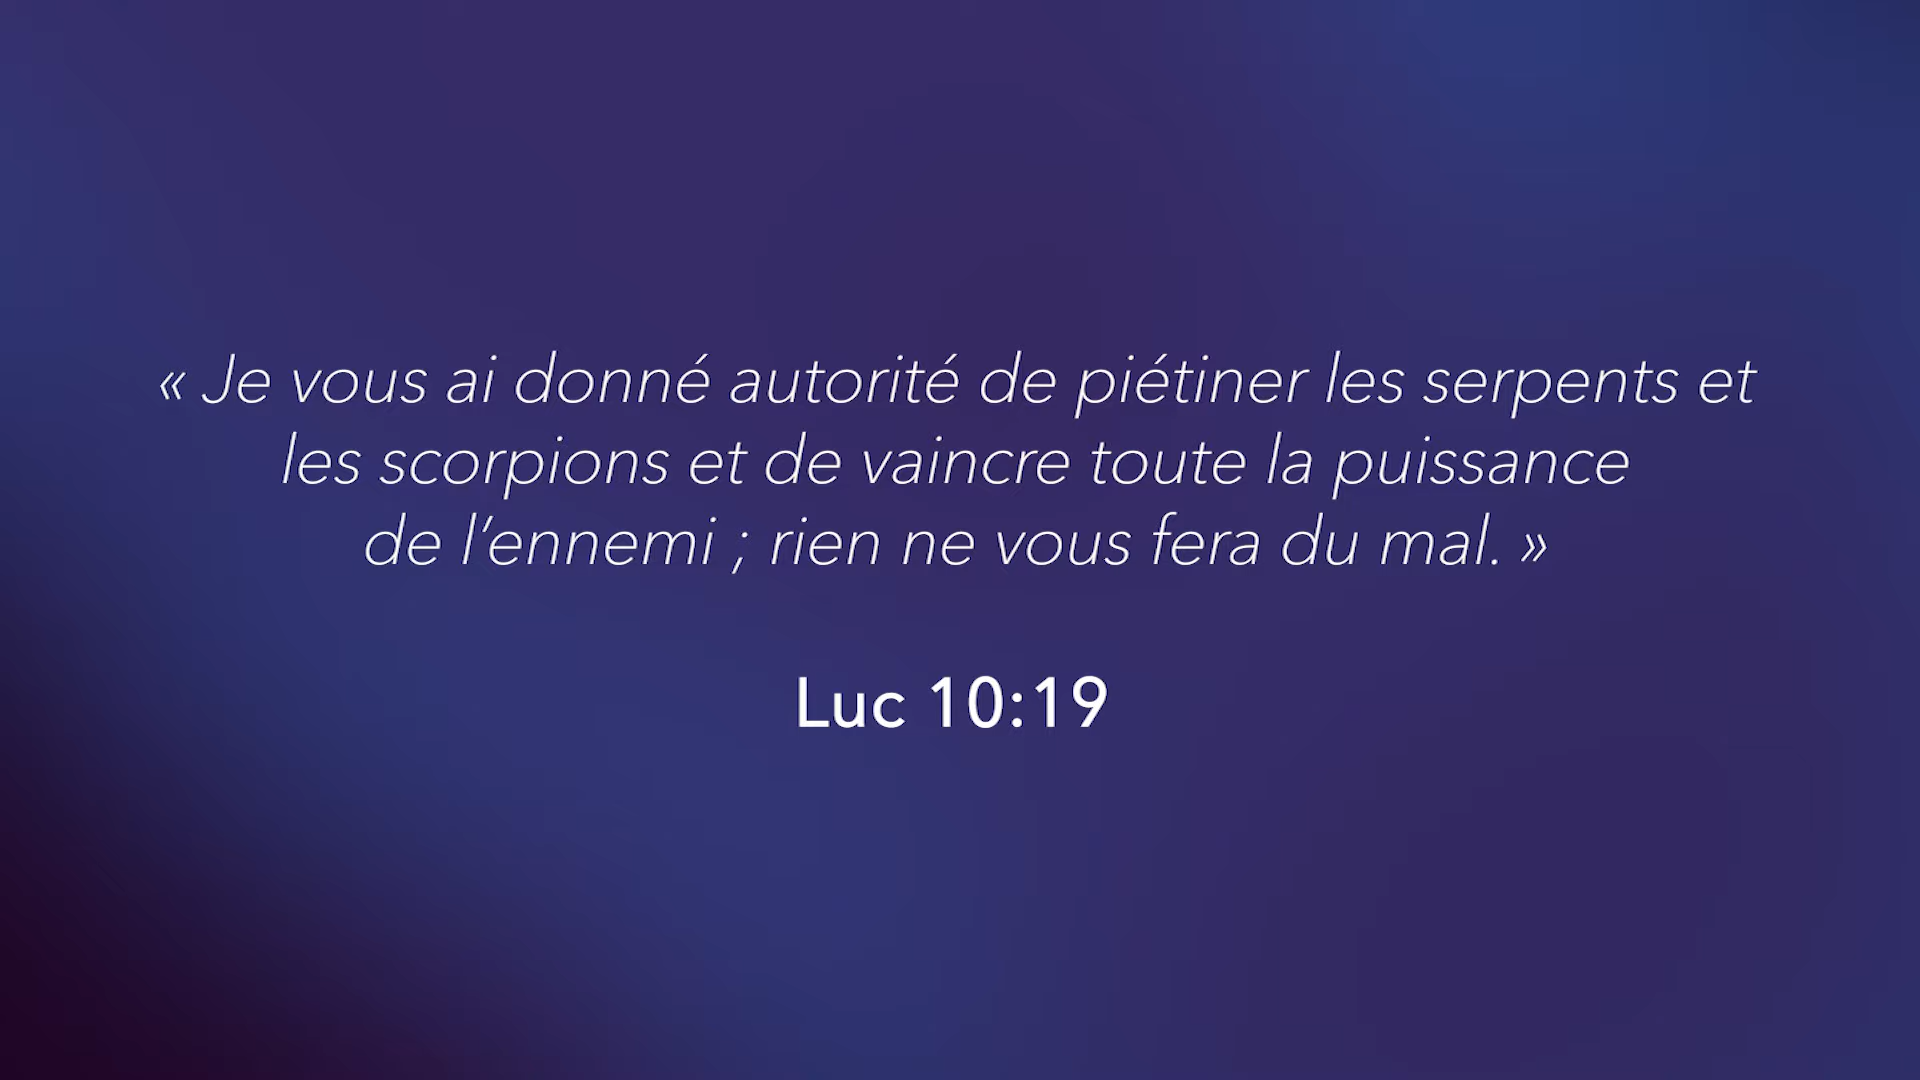 « Je vous ai donné autorité de piétiner les serpents et
les scorpions et de vaincre toute la puissance
de l’ennemi ; rien ne vous fera du mal. »
Luc 10:19